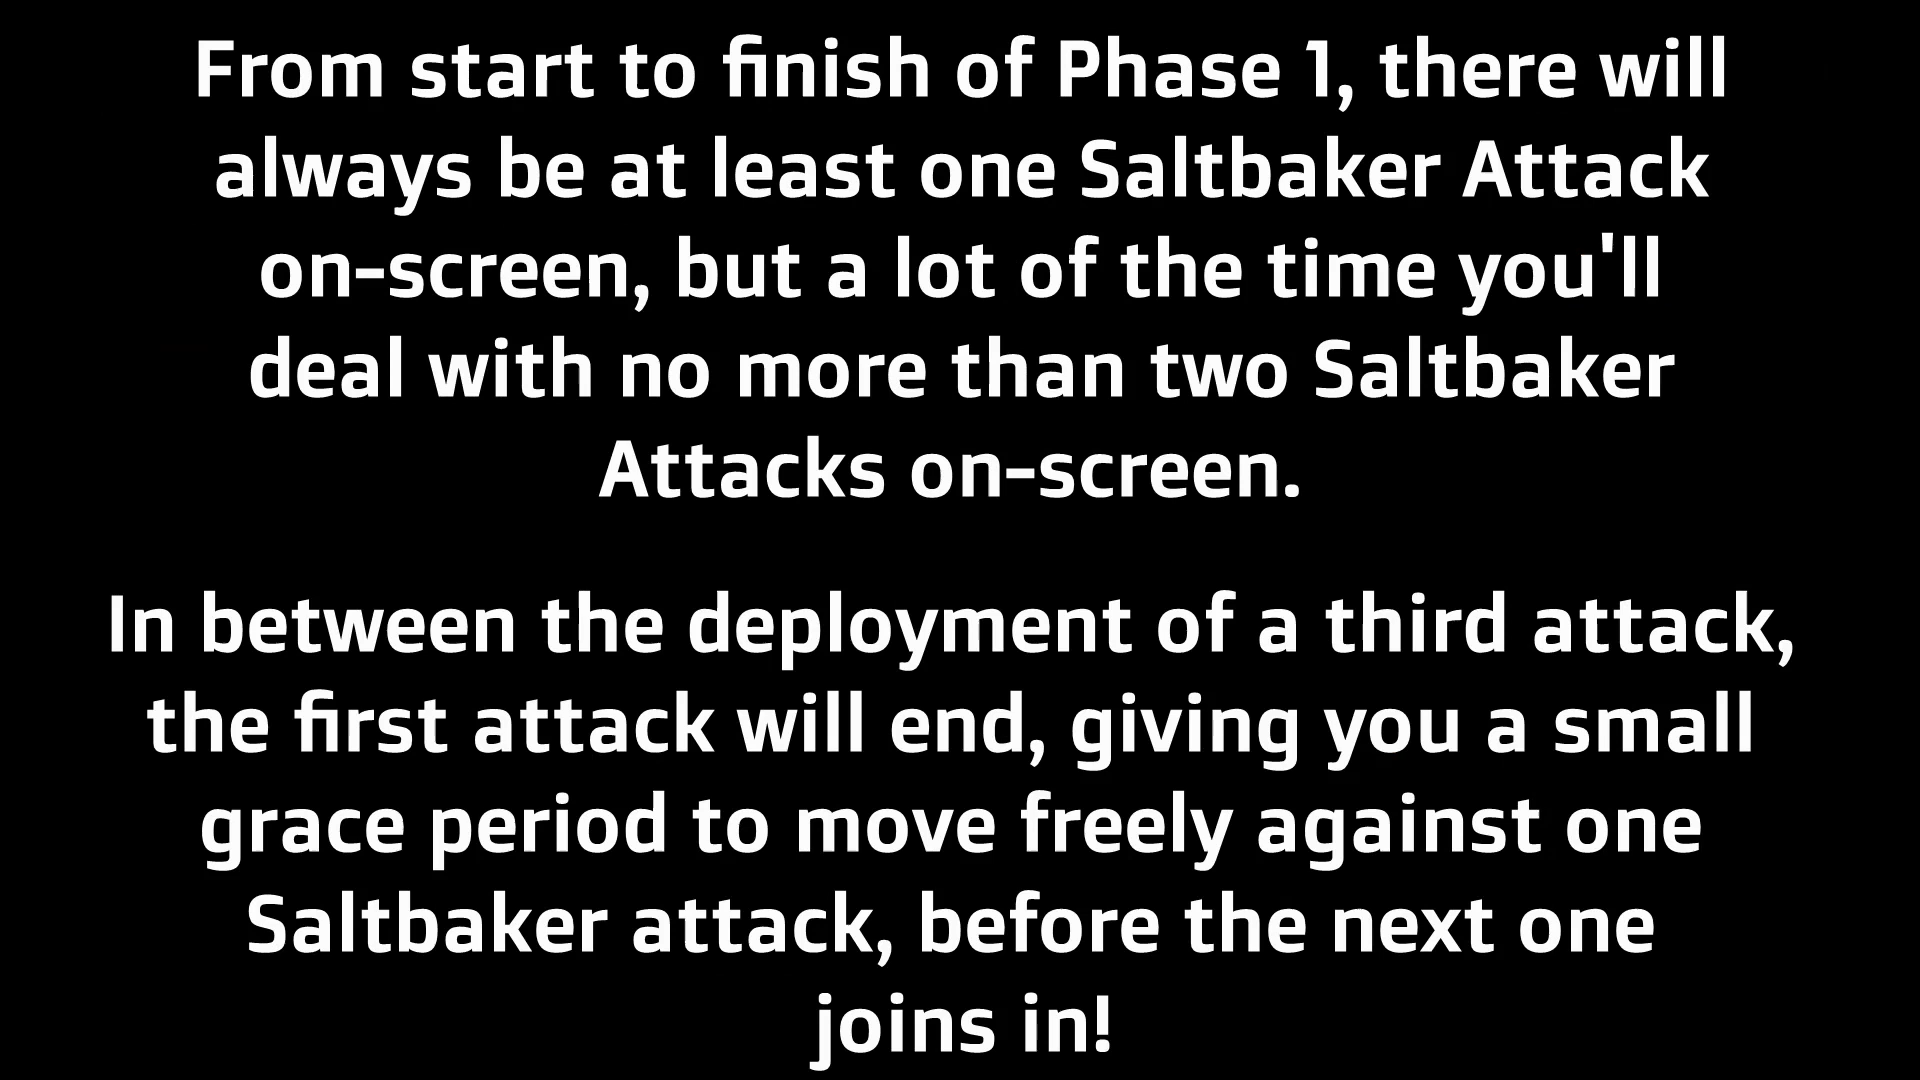 From start to finish of Phase 1, there will
always be at least one Saltbaker Attack
on-screen, but a lot of the time you'll
deal with no more than two Saltbaker
Attacks on-screen.
In between the deployment of a third attack,
the first attack will end, giving you a small
grace period to move freely against one
Saltbaker attack, before the next one
joins in!